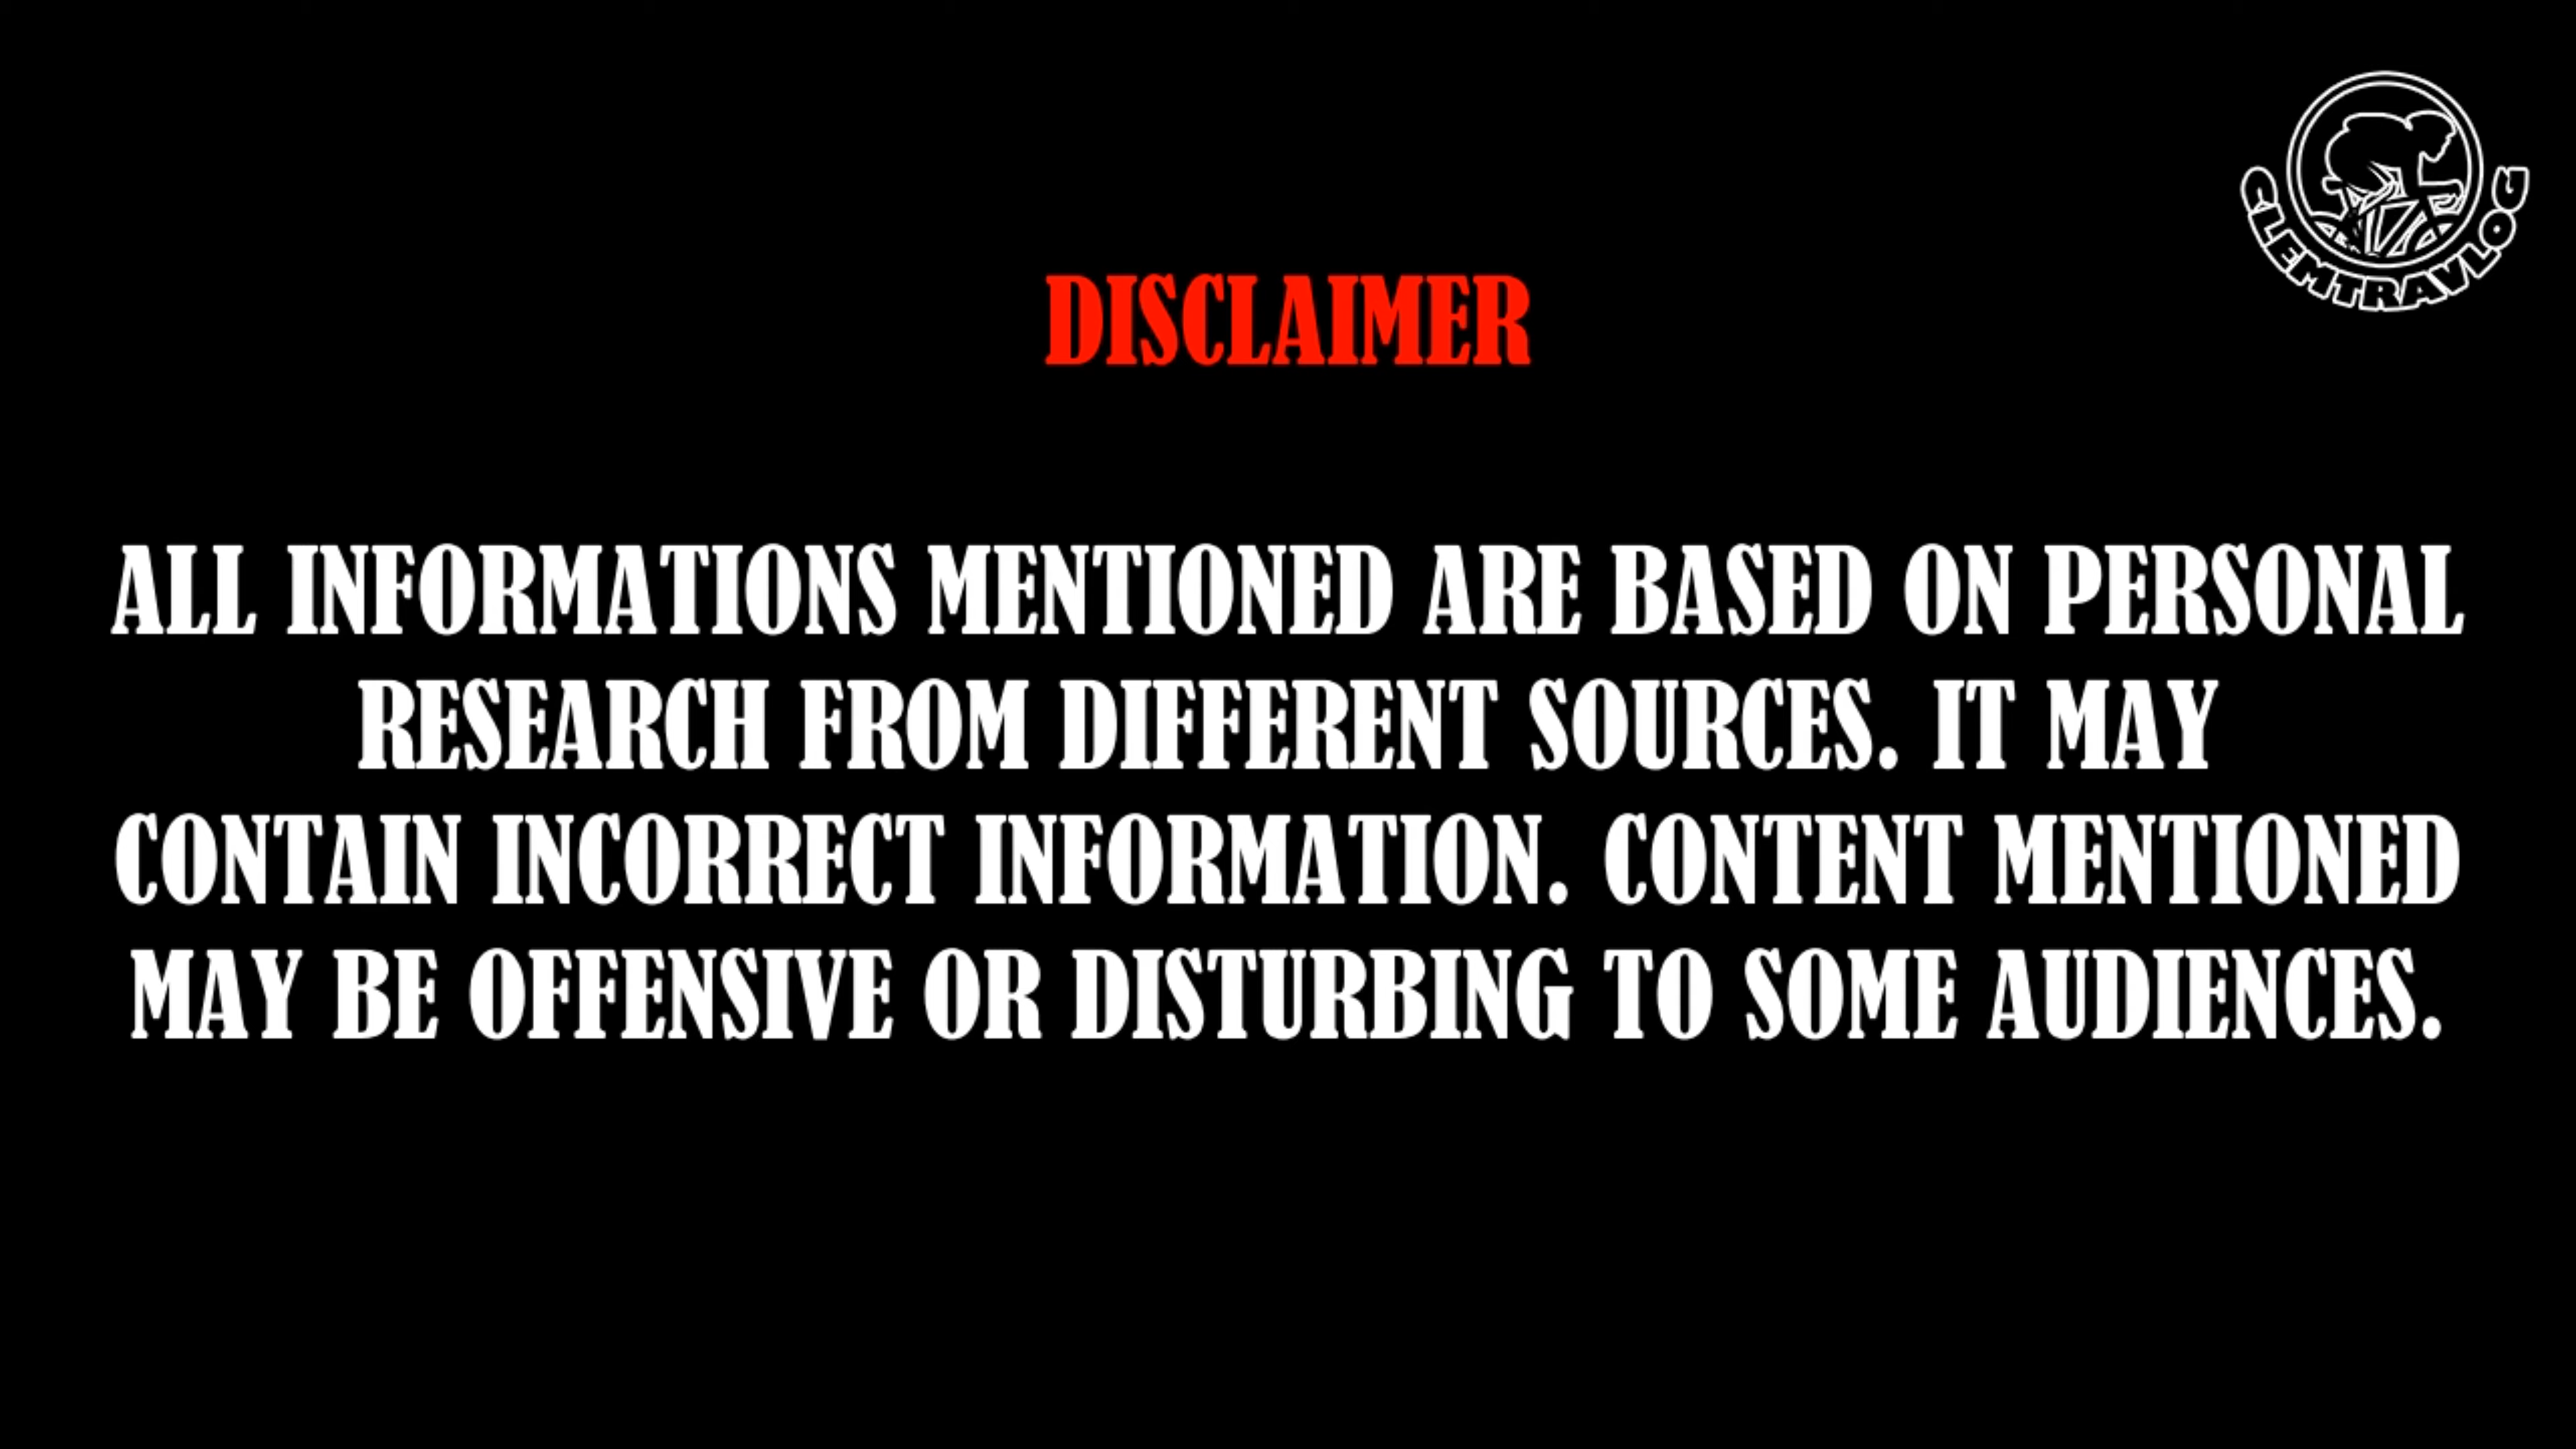 CLEMTRAVLOG
DISCLAIMER
ALL INFORMATIONS MENTIONED ARE BASED ON PERSONAL
RESEARCH FROM DIFFERENT SOURCES. IT MAY
CONTAIN INCORRECT INFORMATION. CONTENT MENTIONED
MAY BE OFFENSIVE OR DISTURBING TO SOME AUDIENCES.